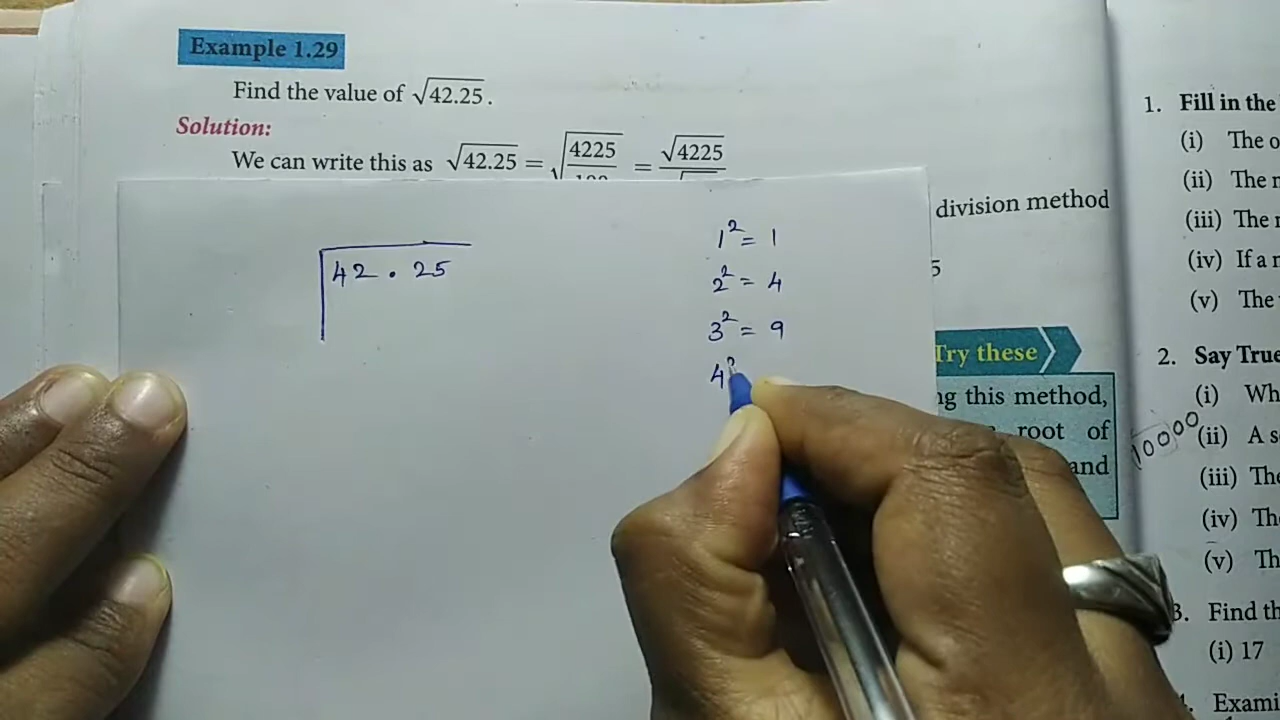 Example 1.29
Find the value of √42.25.
Solution:
We can write this as √42.25 = √4225/100 = √4225/√
division method
5
42.25
1² = 1
2² = 4
3² = 9
4²
Try these
this method,
root of
and
10000
1. Fill in the
(i) The
(ii) The
(iii) The
(iv) If a
(v) The
2. Say True
(i) Wh
(ii) A s
(iii) The
(iv) Th
(v) Th
3. Find th
(i) 17
4. Exami